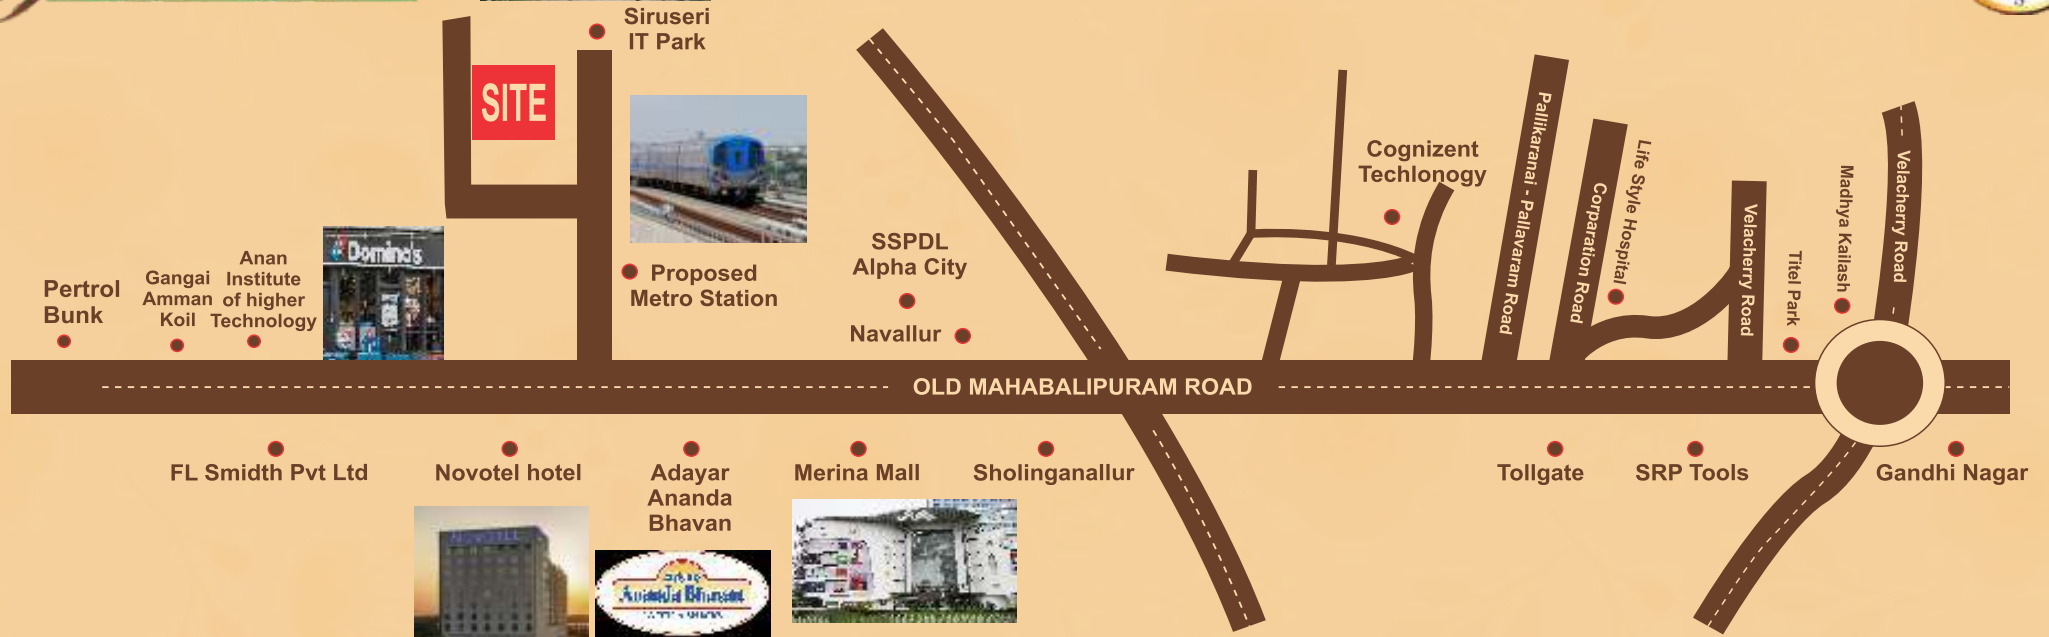 S
Siruseri
IT Park
SITE
Cognizent
Techlonogy
Pallikaranai - Pallavaram Road
Corparation Road
Life Style Hospital
Velacherry Road
Titel Park
Madhya Kailash
Velacherry Road
Pertrol
Bunk
Gangai
Amman
Koil
Anan
Institute
of higher
Technology
Domino's
Proposed
Metro Station
SSPDL
Alpha City
Navallur
OLD MAHABALIPURAM ROAD
FL Smidth Pvt Ltd
Novotel hotel
Adayar
Ananda
Bhavan
Merina Mall
Sholinganallur
Tollgate
SRP Tools
Gandhi Nagar
NOVOTEL
Ananda Bhavan